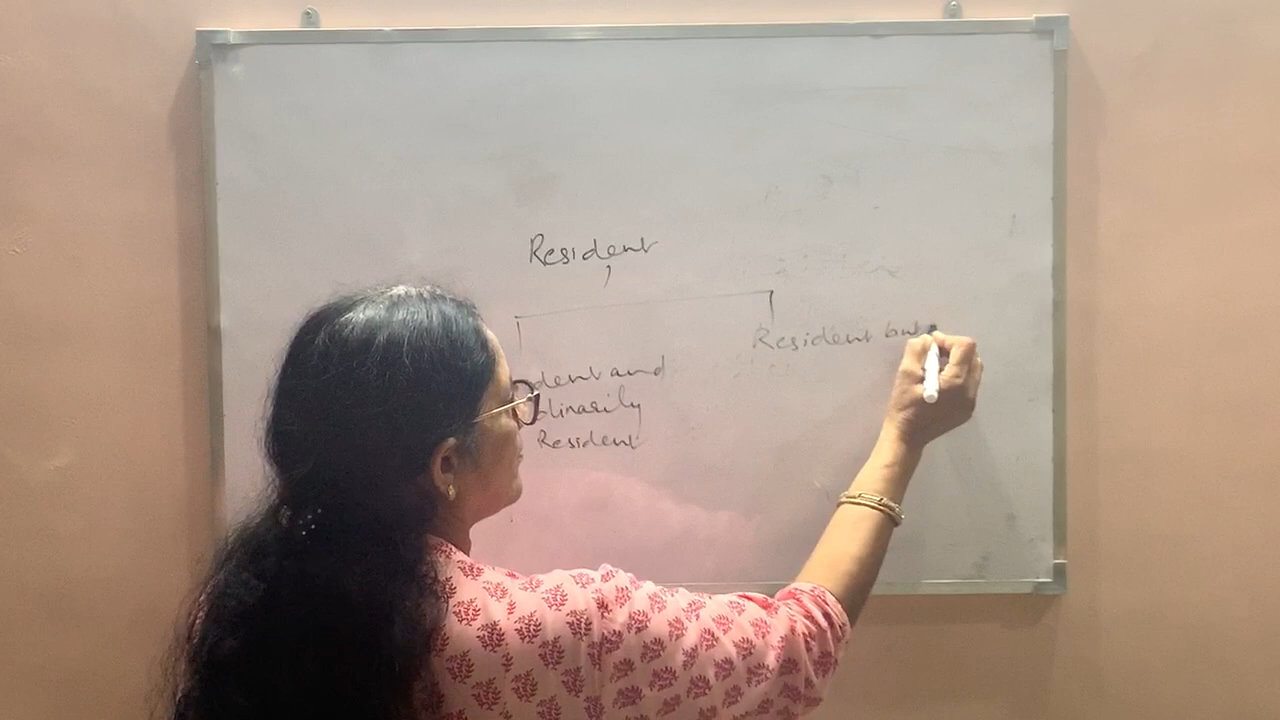 Resident
Resident but
dent and
dinarily
Resident